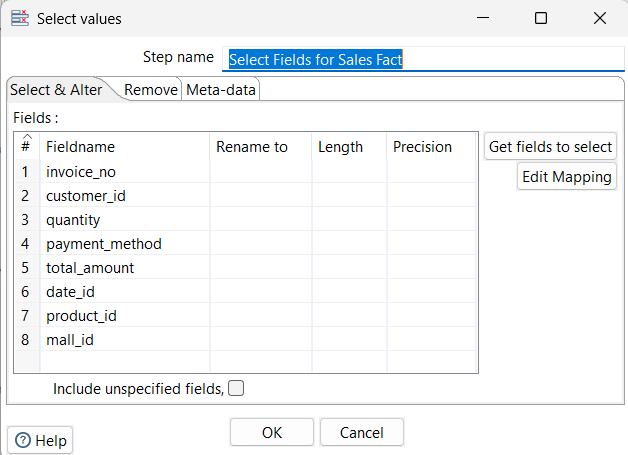 Select values
Step name Select Fields for Sales Fact
Select & Alter Remove Meta-data
Fields :
# Fieldname Rename to Length Precision
1 invoice_no
2 customer_id
3 quantity
4 payment_method
5 total_amount
6 date_id
7 product_id
8 mall_id
Get fields to select
Edit Mapping
Include unspecified fields,
OK Cancel
Help